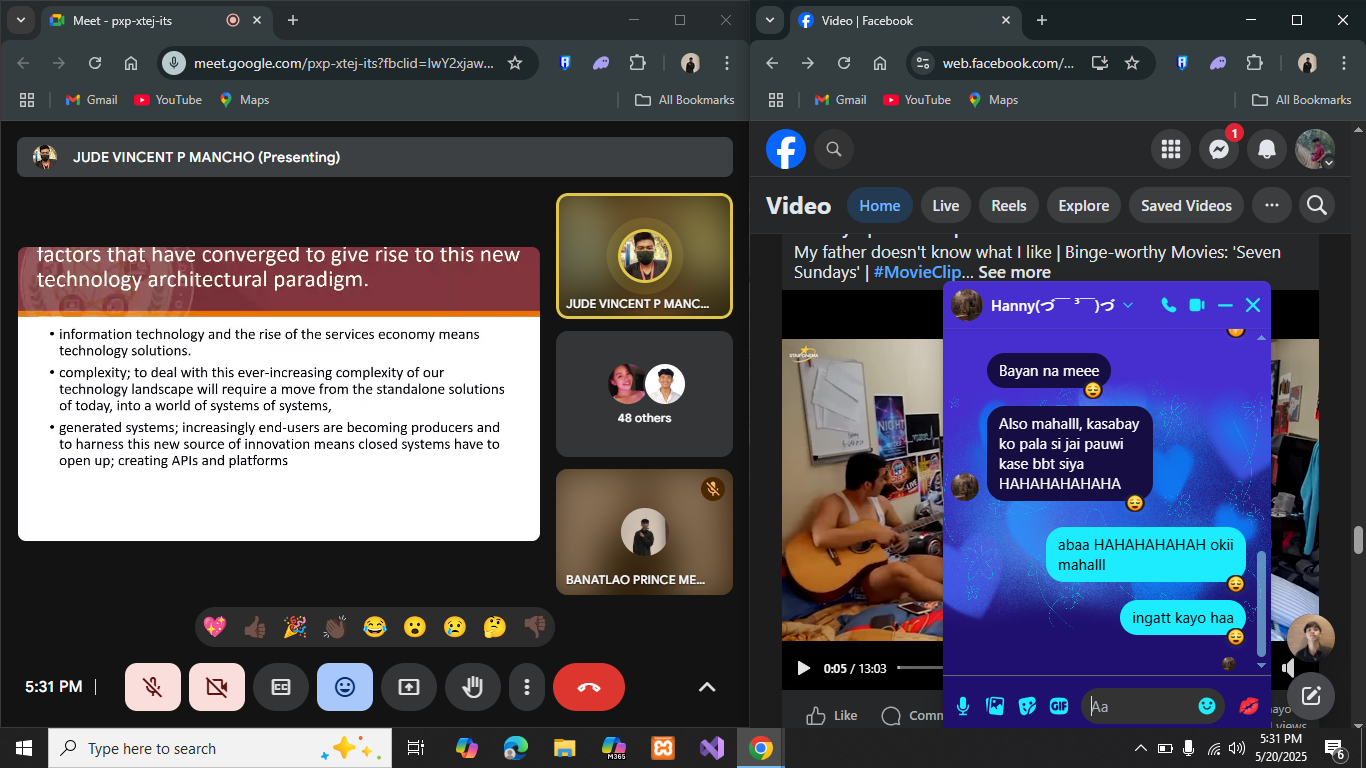 Meet - pxp-xtej-its
meet.google.com/pxp-xtej-its?fbclid=IwY2xjaw...
Gmail
YouTube
Maps
All Bookmarks
JUDE VINCENT P MANCHO (Presenting)
factors that have converged to give rise to this new
technology architectural paradigm.
• information technology and the rise of the services economy means
technology solutions.
• complexity; to deal with this ever-increasing complexity of our
technology landscape will require a move from the standalone solutions
of today, into a world of systems of systems,
• generated systems; increasingly end-users are becoming producers and
to harness this new source of innovation means closed systems have to
open up; creating APIs and platforms
JUDE VINCENT P MANC...
48 others
BANATLAO PRINCE ME...
5:31 PM
Video | Facebook
web.facebook.com/...
Gmail
YouTube
Maps
All Bookmarks
1
Video
Home
Live
Reels
Explore
Saved Videos
My father doesn't know what I like | Binge-worthy Movies: 'Seven
Sundays' | #MovieClip... See more
STAR CINEMA
NIGHT
LIVE
0:05 / 13:03
Like
Comm
views
Hanny(づ￣ ³￣)づ
Bayan na meee
Also mahalll, kasabay
ko pala si jai pauwi
kase bbt siya
HAHAHAHAHAHA
abaa HAHAHAHAHAH okii
mahalll
ingatt kayo haa
GIF
Aa
Type here to search
M365
5:31 PM
5/20/2025
6